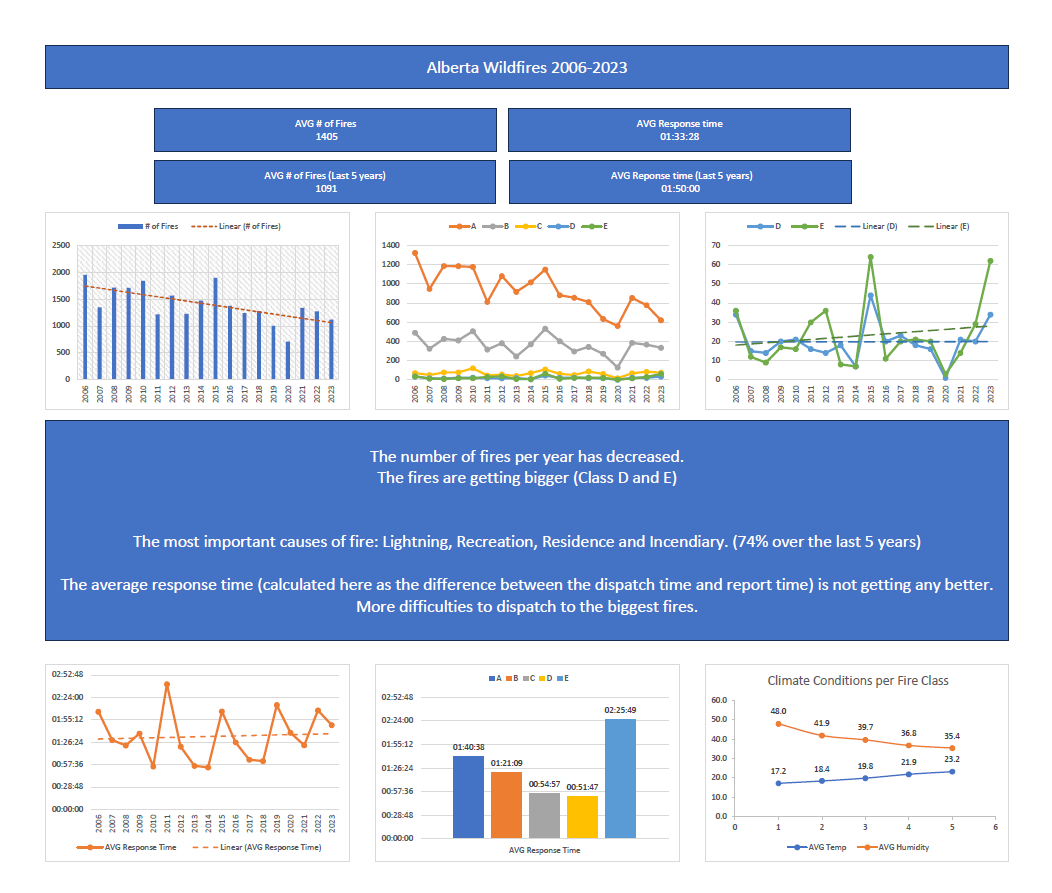 Alberta Wildfires 2006-2023
AVG # of Fires
1405
AVG Response time
01:33:28
AVG # of Fires (Last 5 years)
1091
AVG Reponse time (Last 5 years)
01:50:00
# of Fires Linear (# of Fires)
2500
2000
1500
1000
500
0
2006 2007 2008 2009 2010 2011 2012 2013 2014 2015 2016 2017 2018 2019 2020 2021 2022 2023
A B C D E
1400
1200
1000
800
600
400
200
0
2006 2007 2008 2009 2010 2011 2012 2013 2014 2015 2016 2017 2018 2019 2020 2021 2022 2023
D E Linear (D) Linear (E)
70
60
50
40
30
20
10
0
2006 2007 2008 2009 2010 2011 2012 2013 2014 2015 2016 2017 2018 2019 2020 2021 2022 2023
The number of fires per year has decreased.
The fires are getting bigger (Class D and E)
The most important causes of fire: Lightning, Recreation, Residence and Incendiary. (74% over the last 5 years)
The average response time (calculated here as the difference between the dispatch time and report time) is not getting any better.
More difficulties to dispatch to the biggest fires.
02:52:48
02:24:00
01:55:12
01:26:24
00:57:36
00:28:48
00:00:00
2006 2007 2008 2009 2010 2011 2012 2013 2014 2015 2016 2017 2018 2019 2020 2021 2022 2023
AVG Response Time Linear (AVG Response Time)
A B C D E
02:52:48
02:24:00
01:55:12
01:26:24
00:57:36
00:28:48
00:00:00
01:40:38
01:21:09
00:54:57
00:51:47
02:25:49
AVG Response Time
Climate Conditions per Fire Class
60.0
50.0
40.0
30.0
20.0
10.0
0.0
48.0 41.9 39.7 36.8 35.4
17.2 18.4 19.8 21.9 23.2
0 1 2 3 4 5 6
AVG Temp AVG Humidity